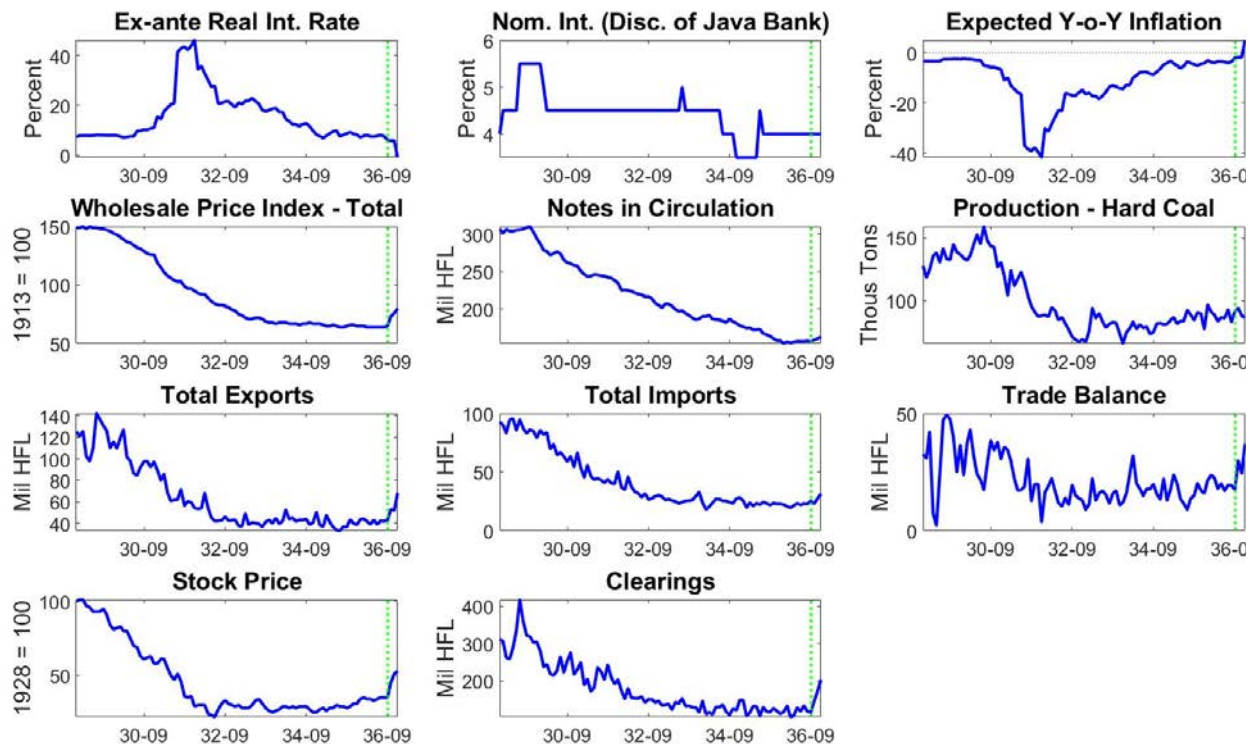 Ex-ante Real Int. Rate
Percent
40
20
0
30-09 32-09 34-09 36-09
Nom. Int. (Disc. of Java Bank)
Percent
6
5
4
30-09 32-09 34-09 36-09
Expected Y-o-Y Inflation
Percent
0
-20
-40
30-09 32-09 34-09 36-0
Wholesale Price Index - Total
1913 = 100
150
100
50
30-09 32-09 34-09 36-09
Notes in Circulation
Mil HFL
300
250
200
30-09 32-09 34-09 36-09
Production - Hard Coal
Thous Tons
150
100
30-09 32-09 34-09 36-0
Total Exports
Mil HFL
140
120
100
80
60
40
30-09 32-09 34-09 36-09
Total Imports
Mil HFL
100
50
0
30-09 32-09 34-09 36-09
Trade Balance
Mil HFL
50
0
30-09 32-09 34-09 36-0
Stock Price
1928 = 100
100
50
30-09 32-09 34-09 36-09
Clearings
Mil HFL
400
300
200
30-09 32-09 34-09 36-09